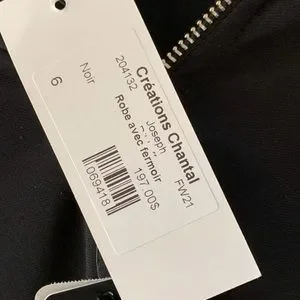 Créations Chantal
Joseph
FW21
204132
Robe avec fermoir
Noir
6
197.00$
069418